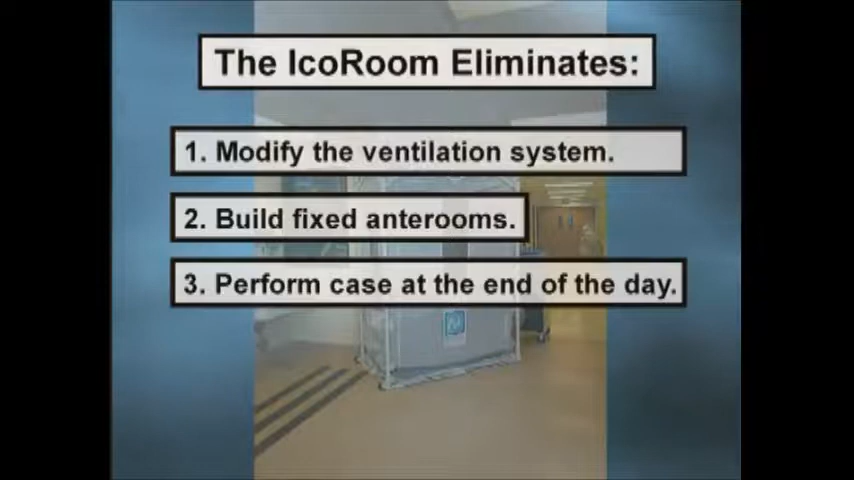 The IcoRoom Eliminates:
1. Modify the ventilation system.
2. Build fixed anterooms.
3. Perform case at the end of the day.